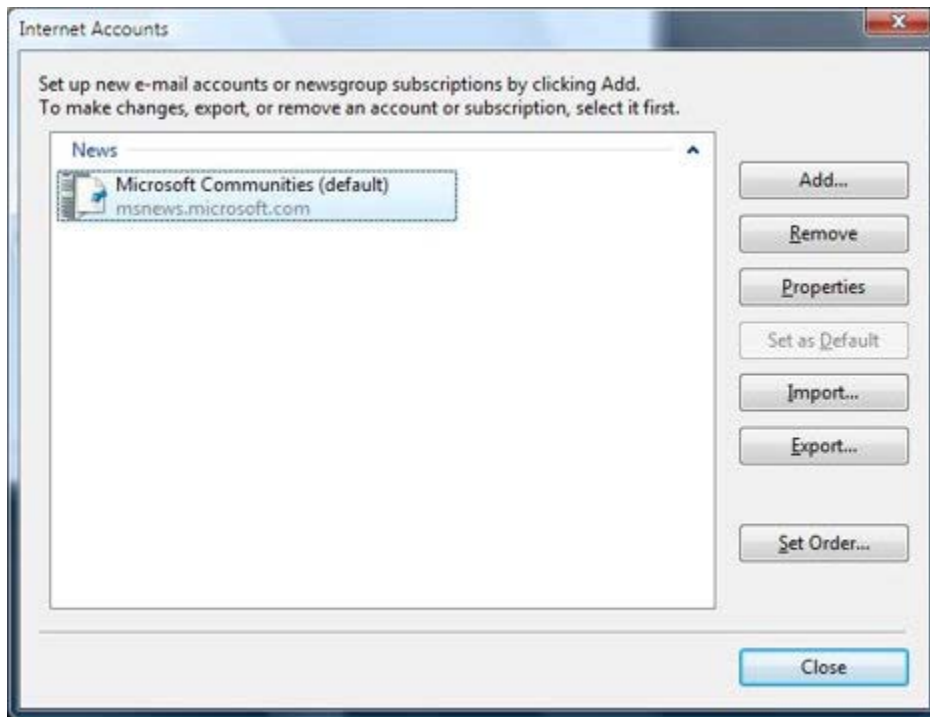 Internet Accounts
Set up new e-mail accounts or newsgroup subscriptions by clicking Add.
To make changes, export, or remove an account or subscription, select it first.
News
Microsoft Communities (default)
msnews.microsoft.com
Add...
Remove
Properties
Set as Default
Import...
Export...
Set Order...
Close